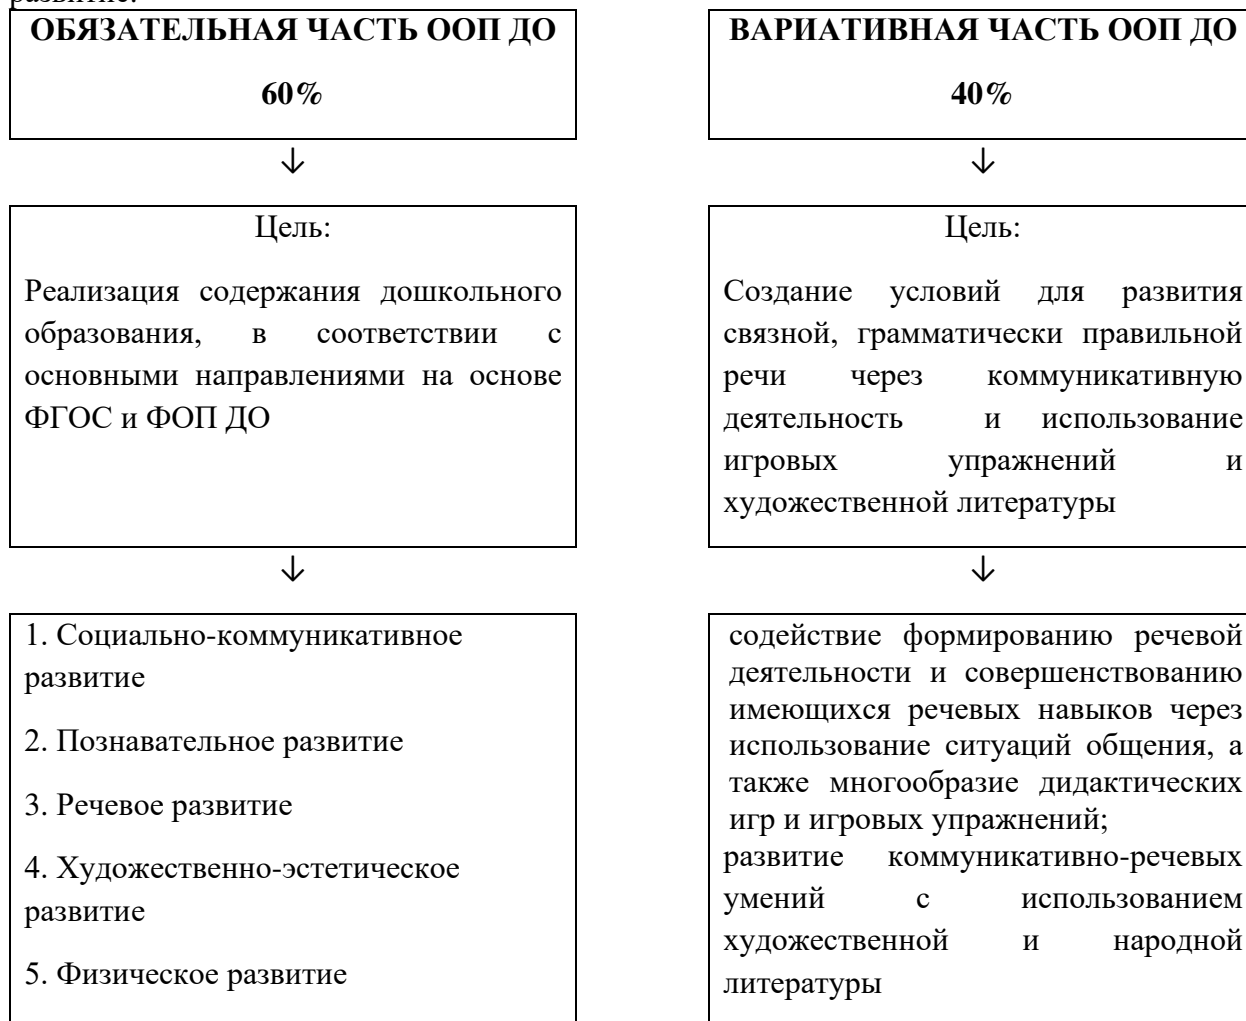 развитие.
ОБЯЗАТЕЛЬНАЯ ЧАСТЬ ООП ДО
60%
↓
Цель:
Реализация содержания дошкольного
образования, в соответствии с
основными направлениями на основе
ФГОС и ФОП ДО
↓
1. Социально-коммуникативное
развитие
2. Познавательное развитие
3. Речевое развитие
4. Художественно-эстетическое
развитие
5. Физическое развитие
ВАРИАТИВНАЯ ЧАСТЬ ООП ДО
40%
↓
Цель:
Создание условий для развития
связной, грамматически правильной
речи через коммуникативную
деятельность и использование
игровых упражнений и
художественной литературы
↓
содействие формированию речевой
деятельности и совершенствованию
имеющихся речевых навыков через
использование ситуаций общения, а
также многообразие дидактических
игр и игровых упражнений;
развитие коммуникативно-речевых
умений с использованием
художественной и народной
литературы